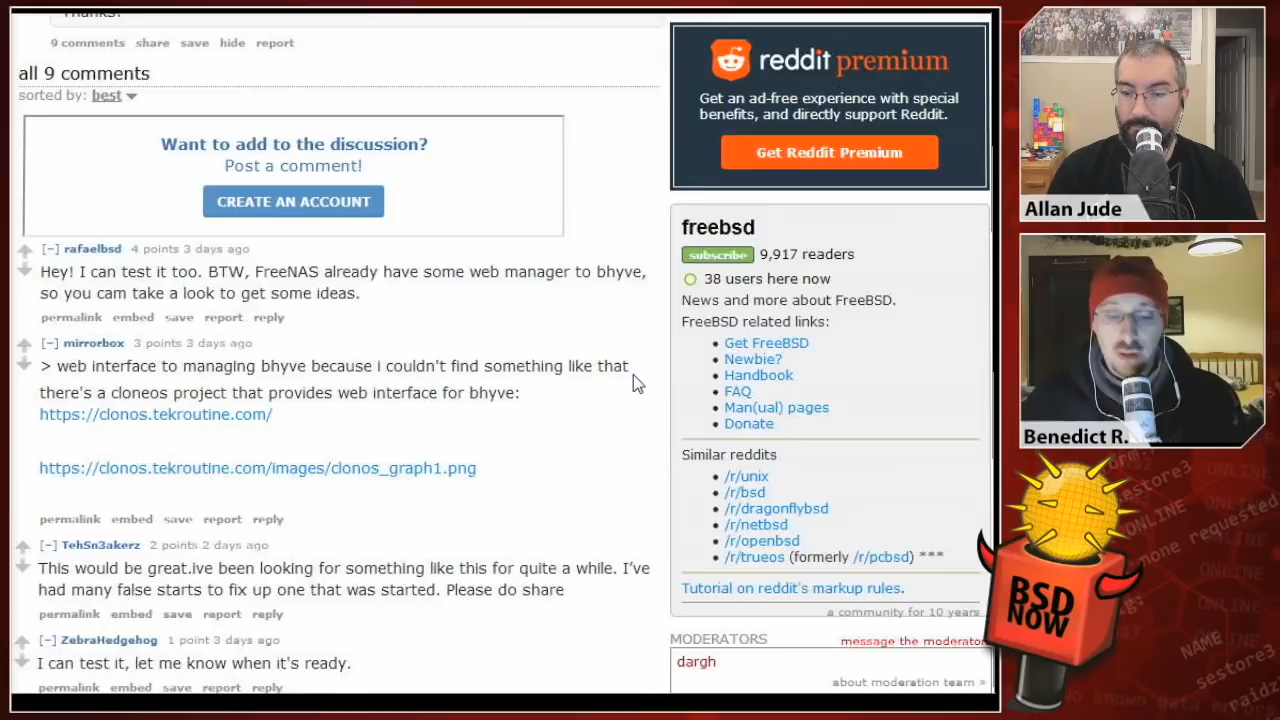 Thanks!
9 comments share save hide report
all 9 comments
sorted by: best
Want to add to the discussion?
Post a comment!
CREATE AN ACCOUNT
[-] rafaelbsd 4 points 3 days ago
Hey! I can test it too. BTW, FreeNAS already have some web manager to bhyve,
so you cam take a look to get some ideas.
permalink embed save report reply
[-] mirrorbox 3 points 3 days ago
> web interface to managing bhyve because i couldn't find something like that
there's a cloneos project that provides web interface for bhyve:
https://clonos.tekroutine.com/
https://clonos.tekroutine.com/images/clonos_graph1.png
permalink embed save report reply
[-] TehSn3akerz 2 points 2 days ago
This would be great.Ive been looking for something like this for quite a while. I've
had many false starts to fix up one that was started. Please do share
permalink embed save report reply
[-] ZebraHedgehog 1 point 3 days ago
I can test it, let me know when it's ready.
permalink embed save report reply
reddit premium
Get an ad-free experience with special
benefits, and directly support Reddit.
Get Reddit Premium
freebsd
subscribe 9,917 readers
38 users here now
News and more about FreeBSD.
FreeBSD related links:
• Get FreeBSD
• Newbie?
• Handbook
• FAQ
• Man(ual) pages
• Donate
Similar reddits
• /r/unix
• /r/bsd
• /r/dragonflybsd
• /r/netbsd
• /r/openbsd
• /r/trueos (formerly /r/pcbsd) ***
Tutorial on reddit's markup rules.
a community for 10 years
MODERATORS message the moderator
dargh
about moderation team »
Allan Jude
Benedict R.
BSD
NOW
sestore3
ONLINE
ONLINE
none requested
ONLINE
NAME
sestore3
raidz